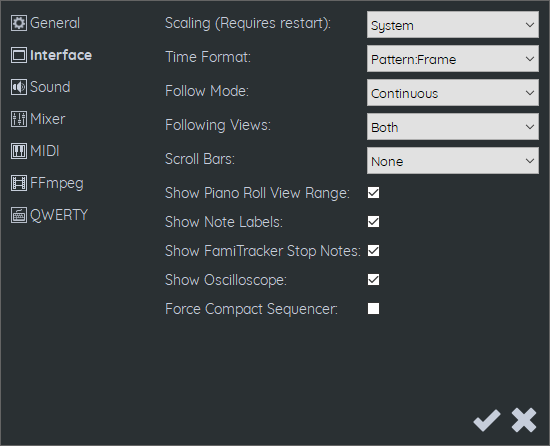 General
Interface
Sound
Mixer
MIDI
FFmpeg
QWERTY
Scaling (Requires restart): System
Time Format: Pattern:Frame
Follow Mode: Continuous
Following Views: Both
Scroll Bars: None
Show Piano Roll View Range:
Show Note Labels:
Show FamiTracker Stop Notes:
Show Oscilloscope:
Force Compact Sequencer: